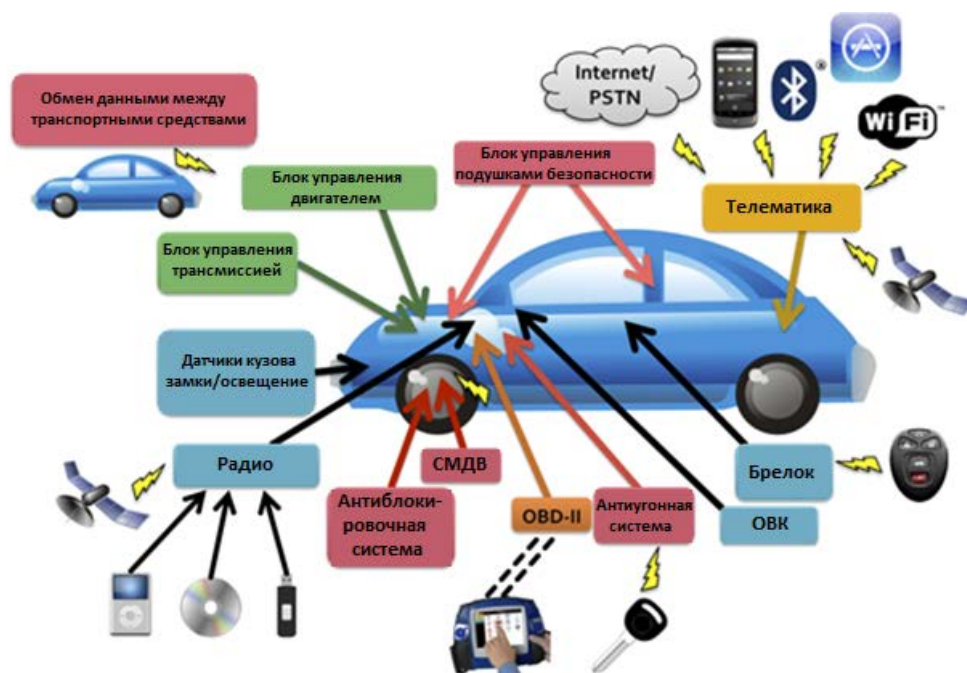 Обмен данными между
транспортными средствами
Internet/
PSTN
®
WiFi™
Блок управления
двигателем
Блок управления
подушками безопасности
Телематика
Блок управления
трансмиссией
Датчики кузова
замки/освещение
Радио
СМДВ
Антиблоки-
ровочная
система
OBD-II
Антиугонная
система
Брелок
ОВК